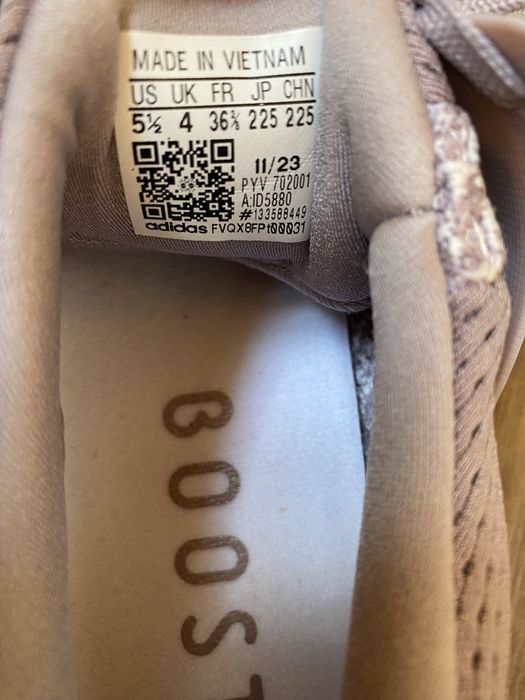 MADE IN VIETNAM
US UK FR JP CHN
5½ 4 36⅔ 225 225
11/23
PYV 702001
A:ID5880
#133588449
adidas FVQX8FPt00031
BOOST